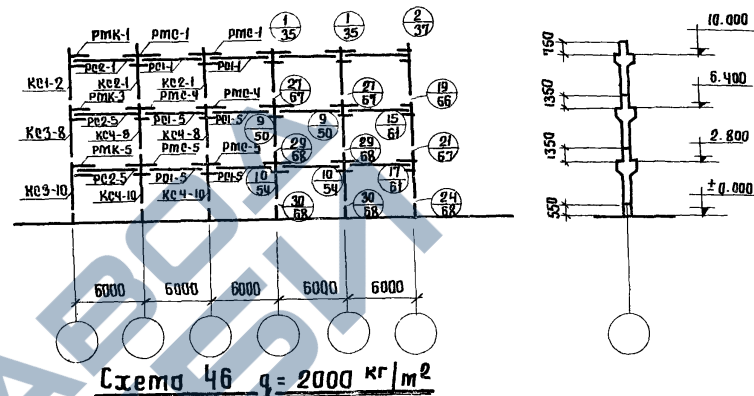 РМК-1 РМС-1 РМС-1 1/35 1/35 2/37
КС1-2 РС2-1 РС1-1 РС1-1
КС2-1 КС2-1 27/67 27/67 19/66
РМК-3 РМС-4 РМС-4
КС3-8 РС2-5 РС1-5 РС1-5 9/50 9/50 15/61
КС4-8 КС4-8 29/68 29/68 21/67
РМК-5 РМС-5 РМС-5
КС9-10 РС2-5 РС1-5 РС1-5 10/54 10/54 17/61
КС4-10 КС4-10 30/68 30/68 24/68
6000 6000 6000 6000 6000
10.000
750
6.400
1350
2.800
1350
±0.000
550
Схема 46 q = 2000 кг/м²
ЗАВОД
ЖБИ